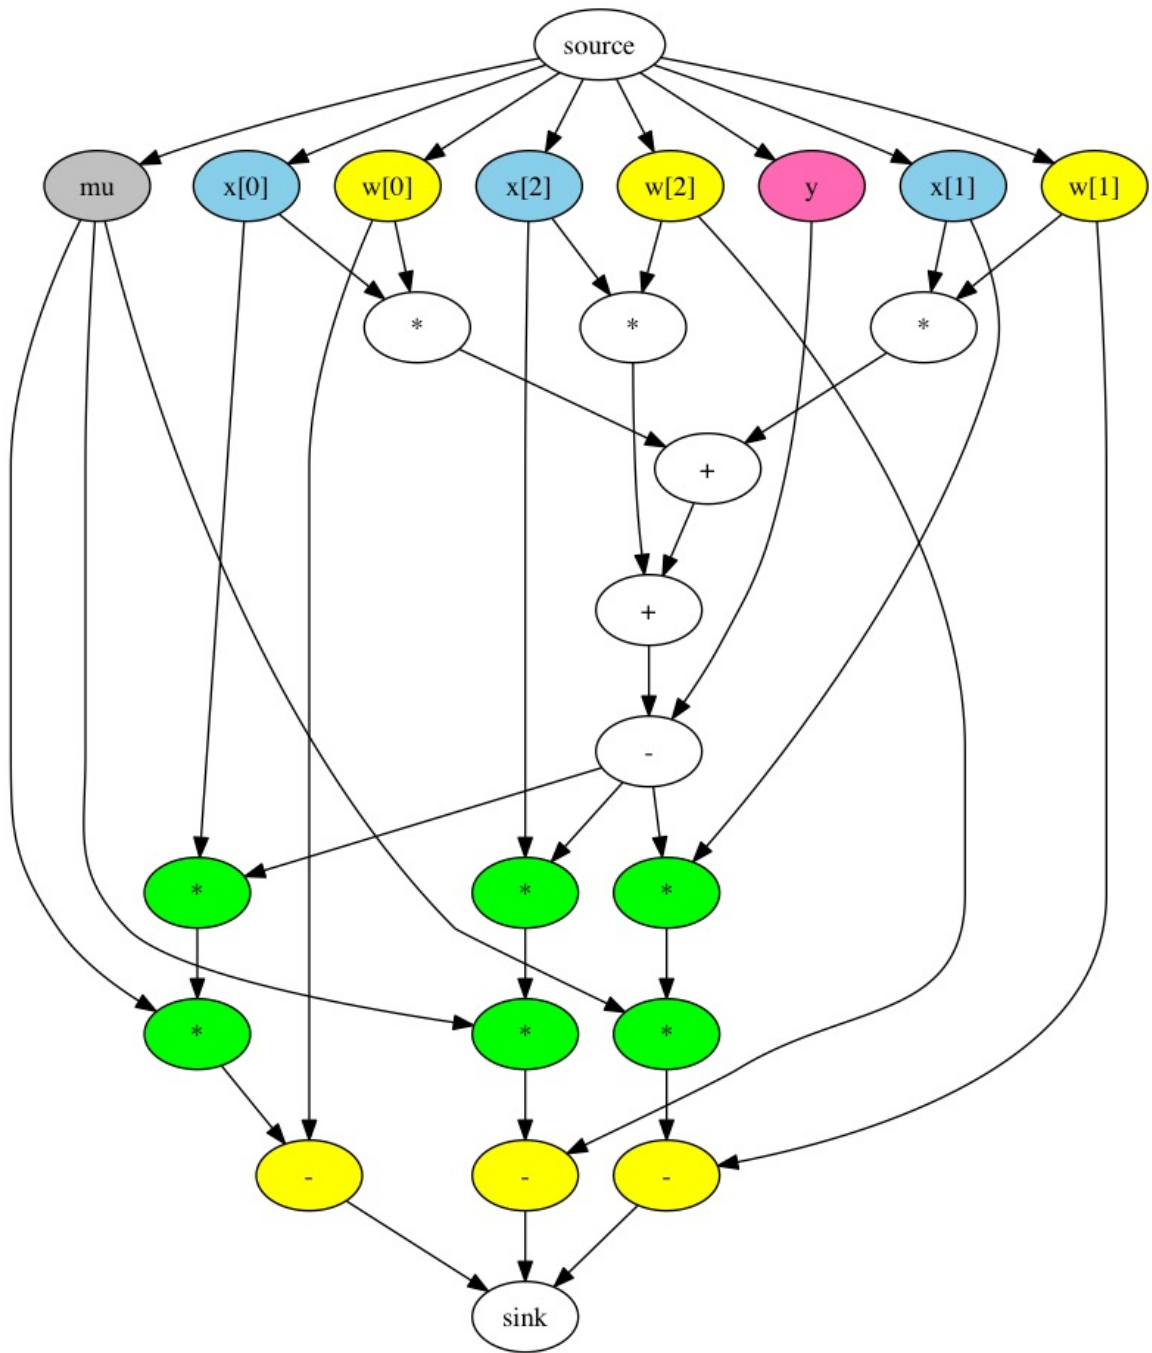 source
mu x[0] w[0] x[2] w[2] y x[1] w[1]
* * *
+
+
-
* * *
* * *
- - -
sink